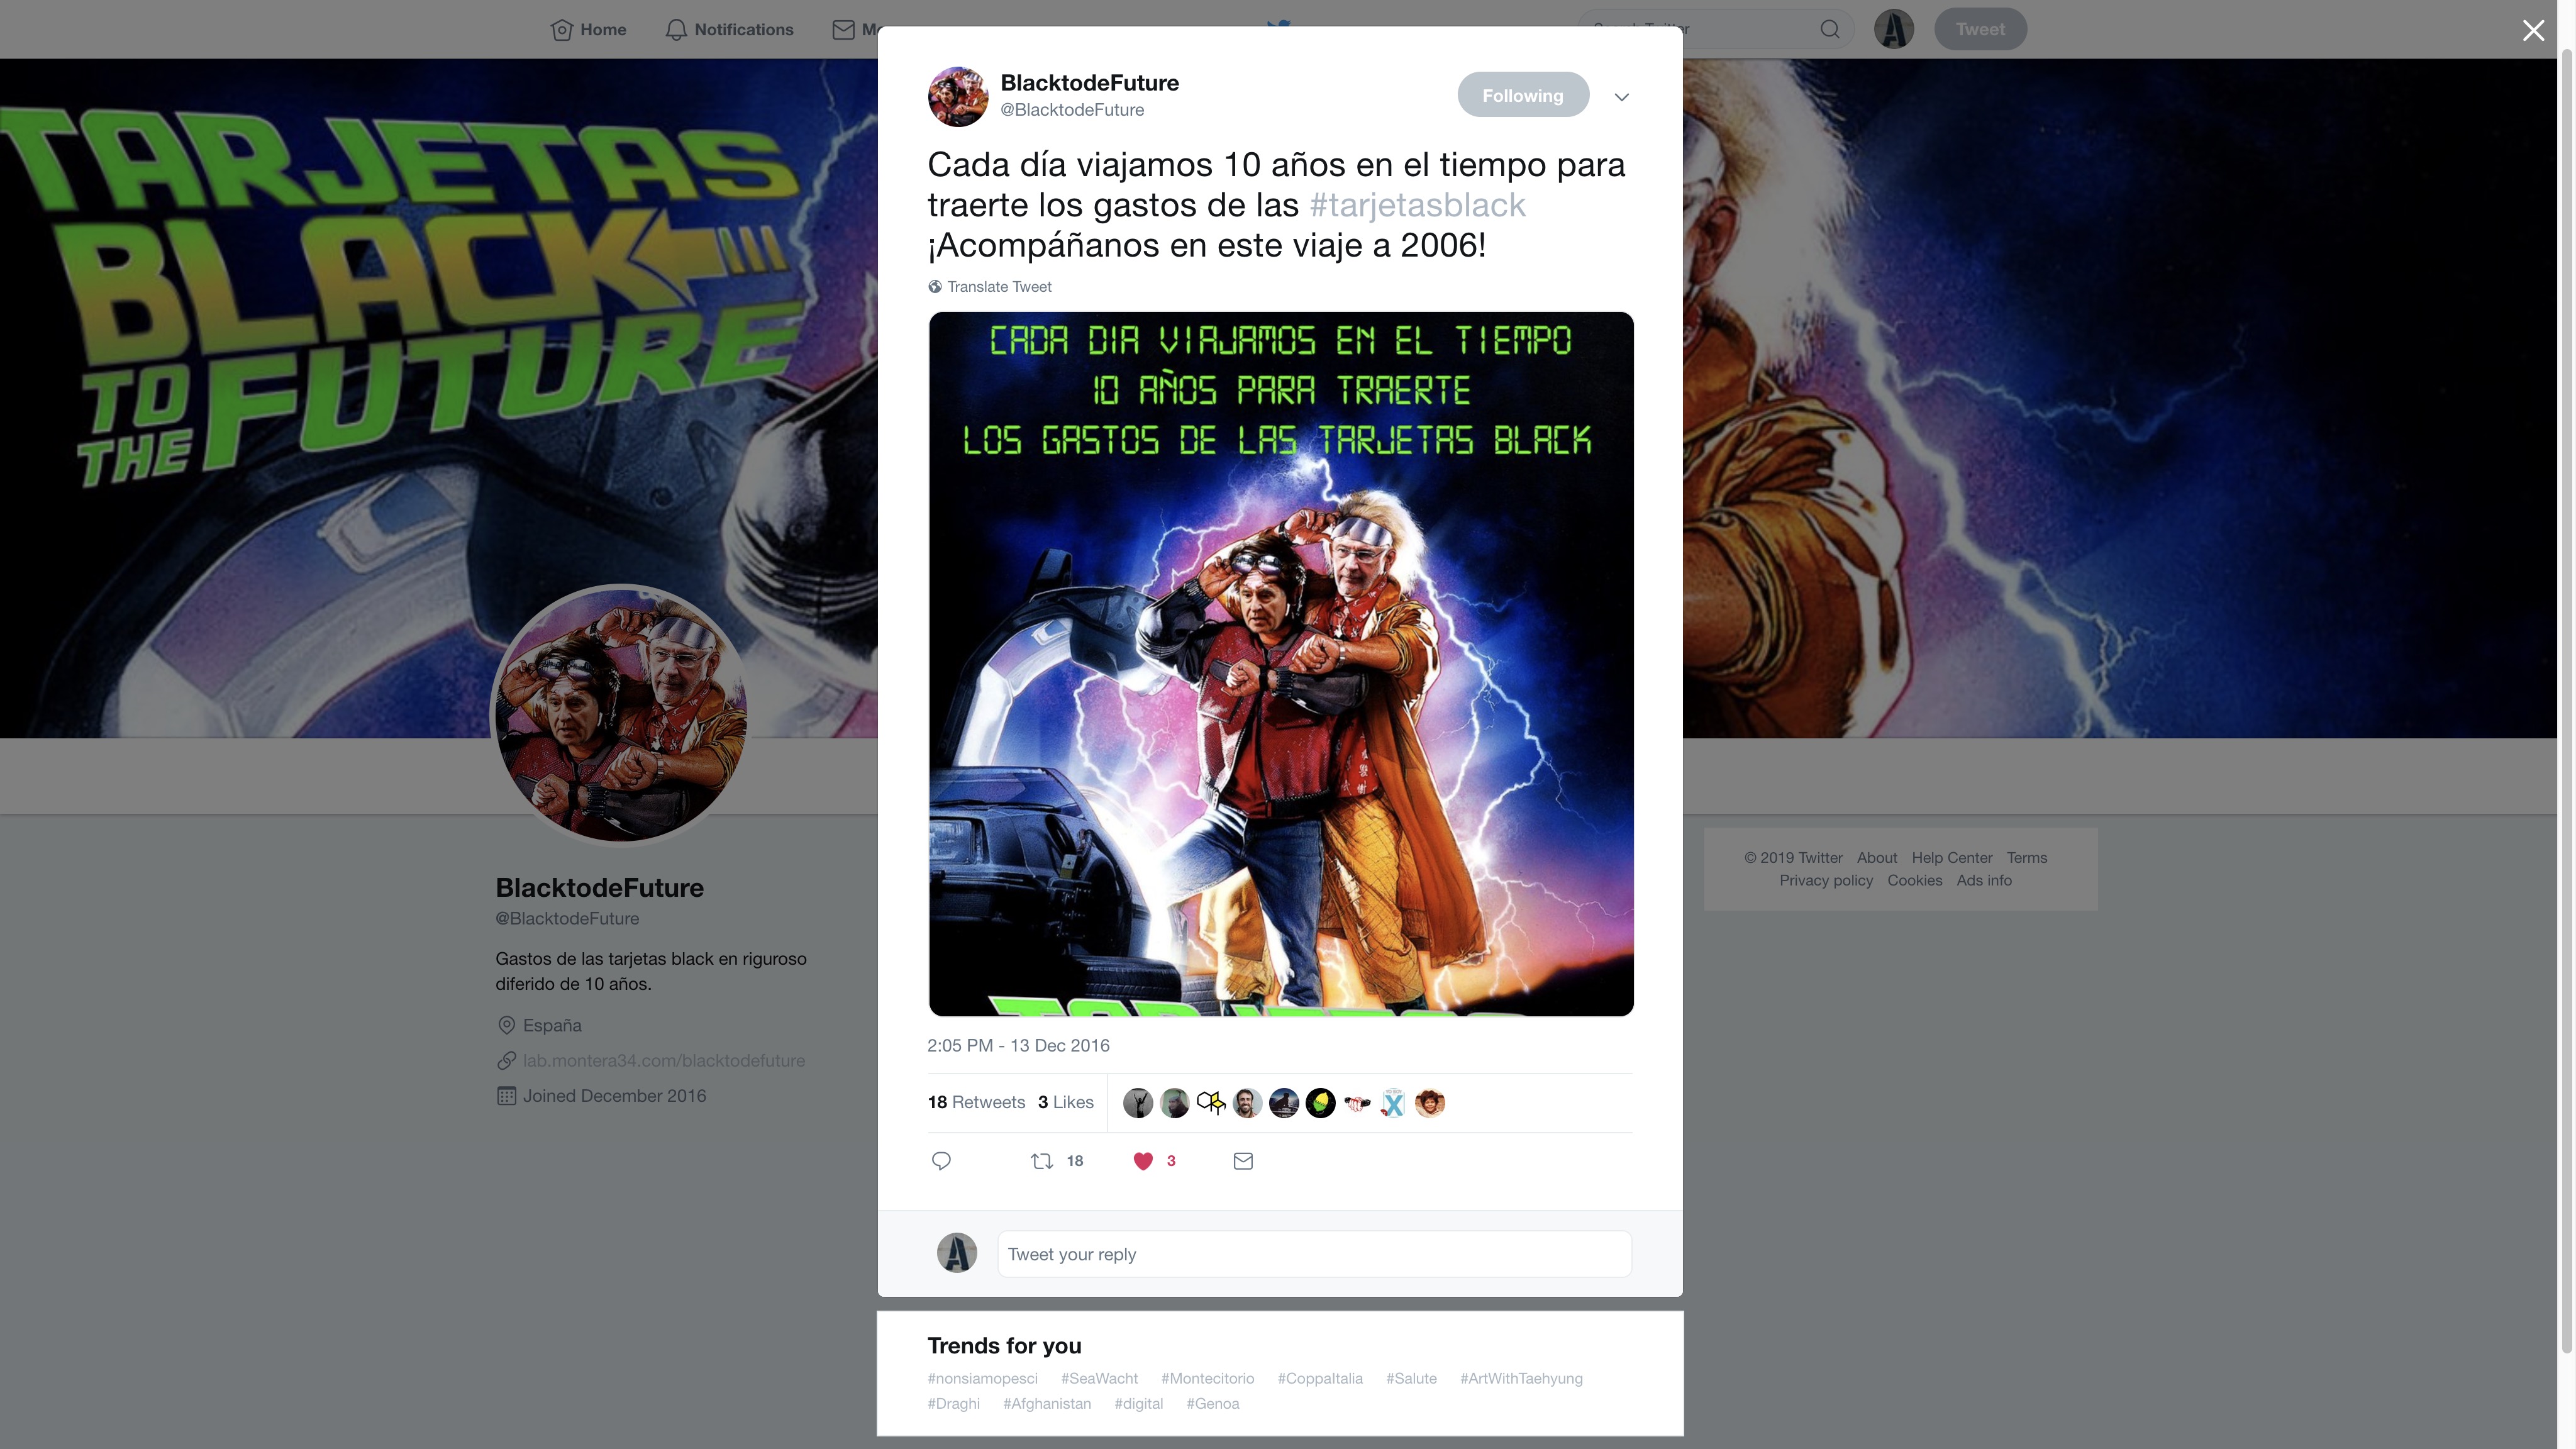 Home
Notifications
Tweet
TARJETAS
BLACK
TO
THE FUTURE
BlacktodeFuture
@BlacktodeFuture
Following
Cada día viajamos 10 años en el tiempo para
traerte los gastos de las #tarjetasblack
¡Acompáñanos en este viaje a 2006!
Translate Tweet
CADA DIA VIAJAMOS EN EL TIEMPO
10 AÑOS PARA TRAERTE
LOS GASTOS DE LAS TARJETAS BLACK
2:05 PM - 13 Dec 2016
18 Retweets 3 Likes
18
3
Tweet your reply
Trends for you
#nonsiamopesci #SeaWacht #Montecitorio #CoppaItalia #Salute #ArtWithTaehyung
#Draghi #Afghanistan #digital #Genoa
BlacktodeFuture
@BlacktodeFuture
Gastos de las tarjetas black en riguroso
diferido de 10 años.
España
lab.montera34.com/blacktodefuture
Joined December 2016
© 2019 Twitter About Help Center Terms
Privacy policy Cookies Ads info